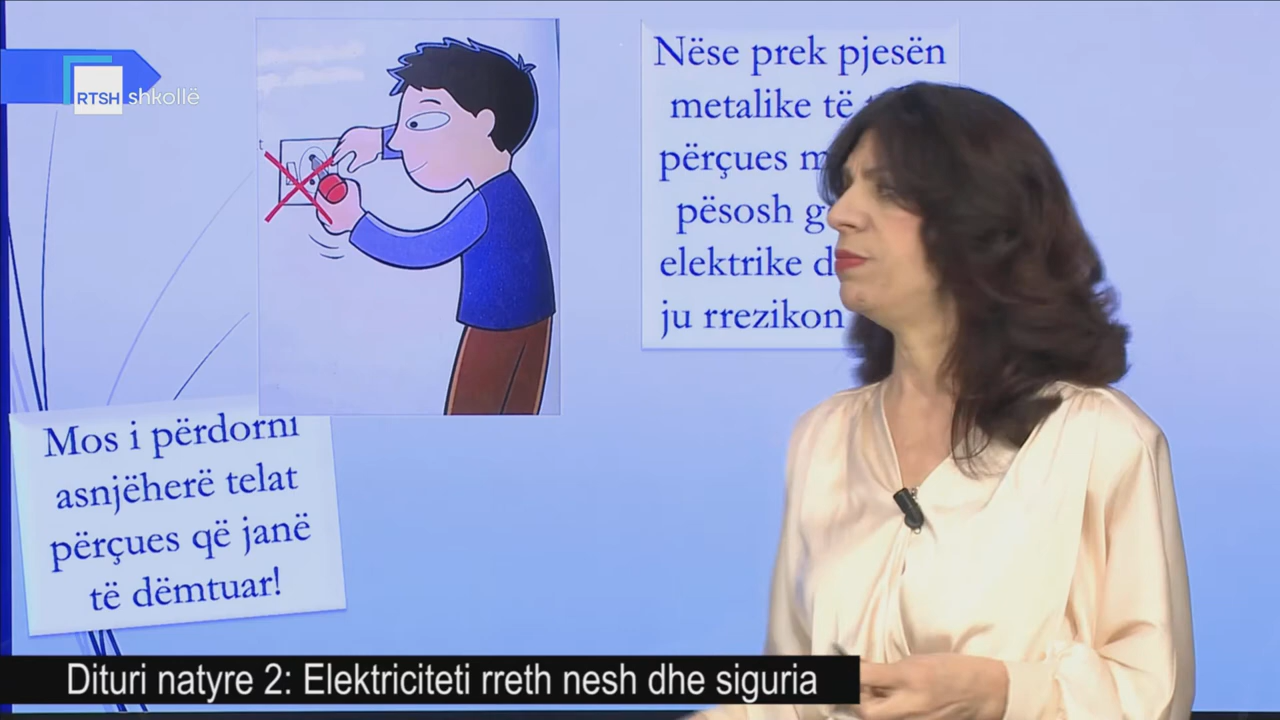 RTSH shkollë
Nëse prek pjesën
metalike të
përçues
pësosh
elektrike
ju rrezikon
Mos i përdorni
asnjëherë telat
përçues që janë
të dëmtuar!
Dituri natyre 2: Elektriciteti rreth nesh dhe siguria